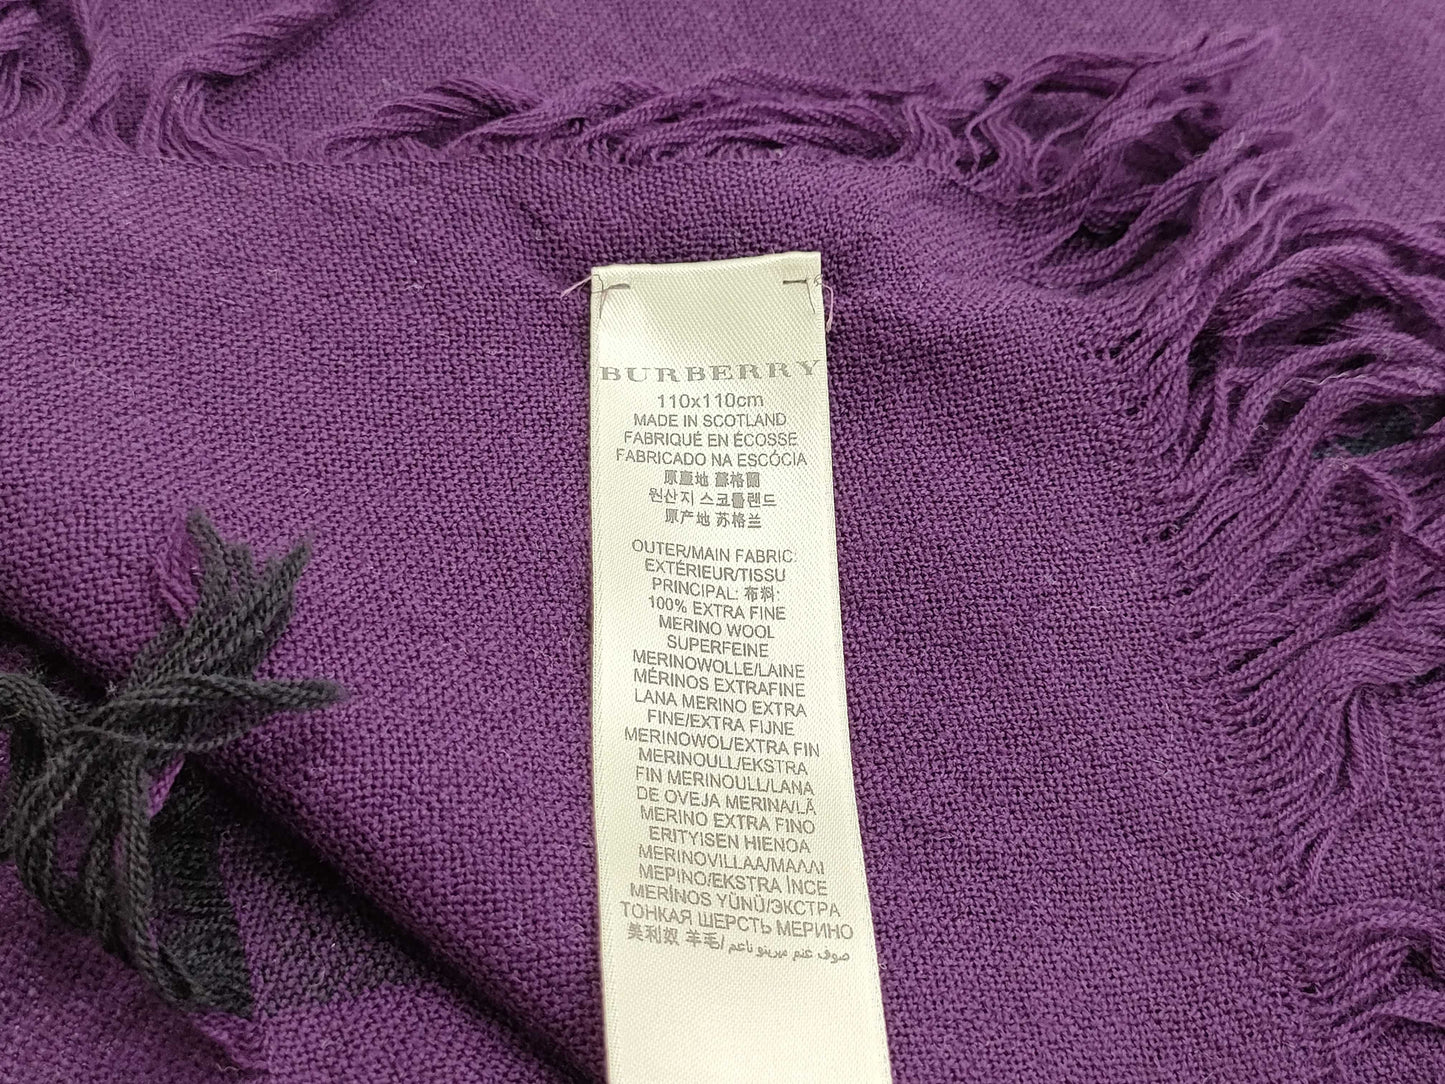 BURBERRY
110x110cm
MADE IN SCOTLAND
FABRIQUÉ EN ÉCOSSE
FABRICADO NA ESCÓCIA
原產地 蘇格蘭
원산지 스코틀랜드
原产地 苏格兰
OUTER/MAIN FABRIC:
EXTÉRIEUR/TISSU
PRINCIPAL: 布料:
100% EXTRA FINE
MERINO WOOL
SUPERFEINE
MERINOWOLLE/LAINE
MÉRINOS EXTRAFINE
LANA MERINO EXTRA
FINE/EXTRA FIJNE
MERINOWOL/EXTRA FIN
MERINOULL/EKSTRA
FIN MERINOULL/LANA
DE OVEJA MERINA/LÃ
MERINO EXTRA FINO
ERITYISEN HIENOA
MERINOVILLAA/ΜΑΛΛΙ
ΜΕΡΙΝΟ/EKSTRA İNCE
MERİNOS YÜNÜ/ЭКСТРА
ТОНКАЯ ШЕРСТЬ МЕРИНО
美利奴 羊毛/صوف غنم مرينو ناعم